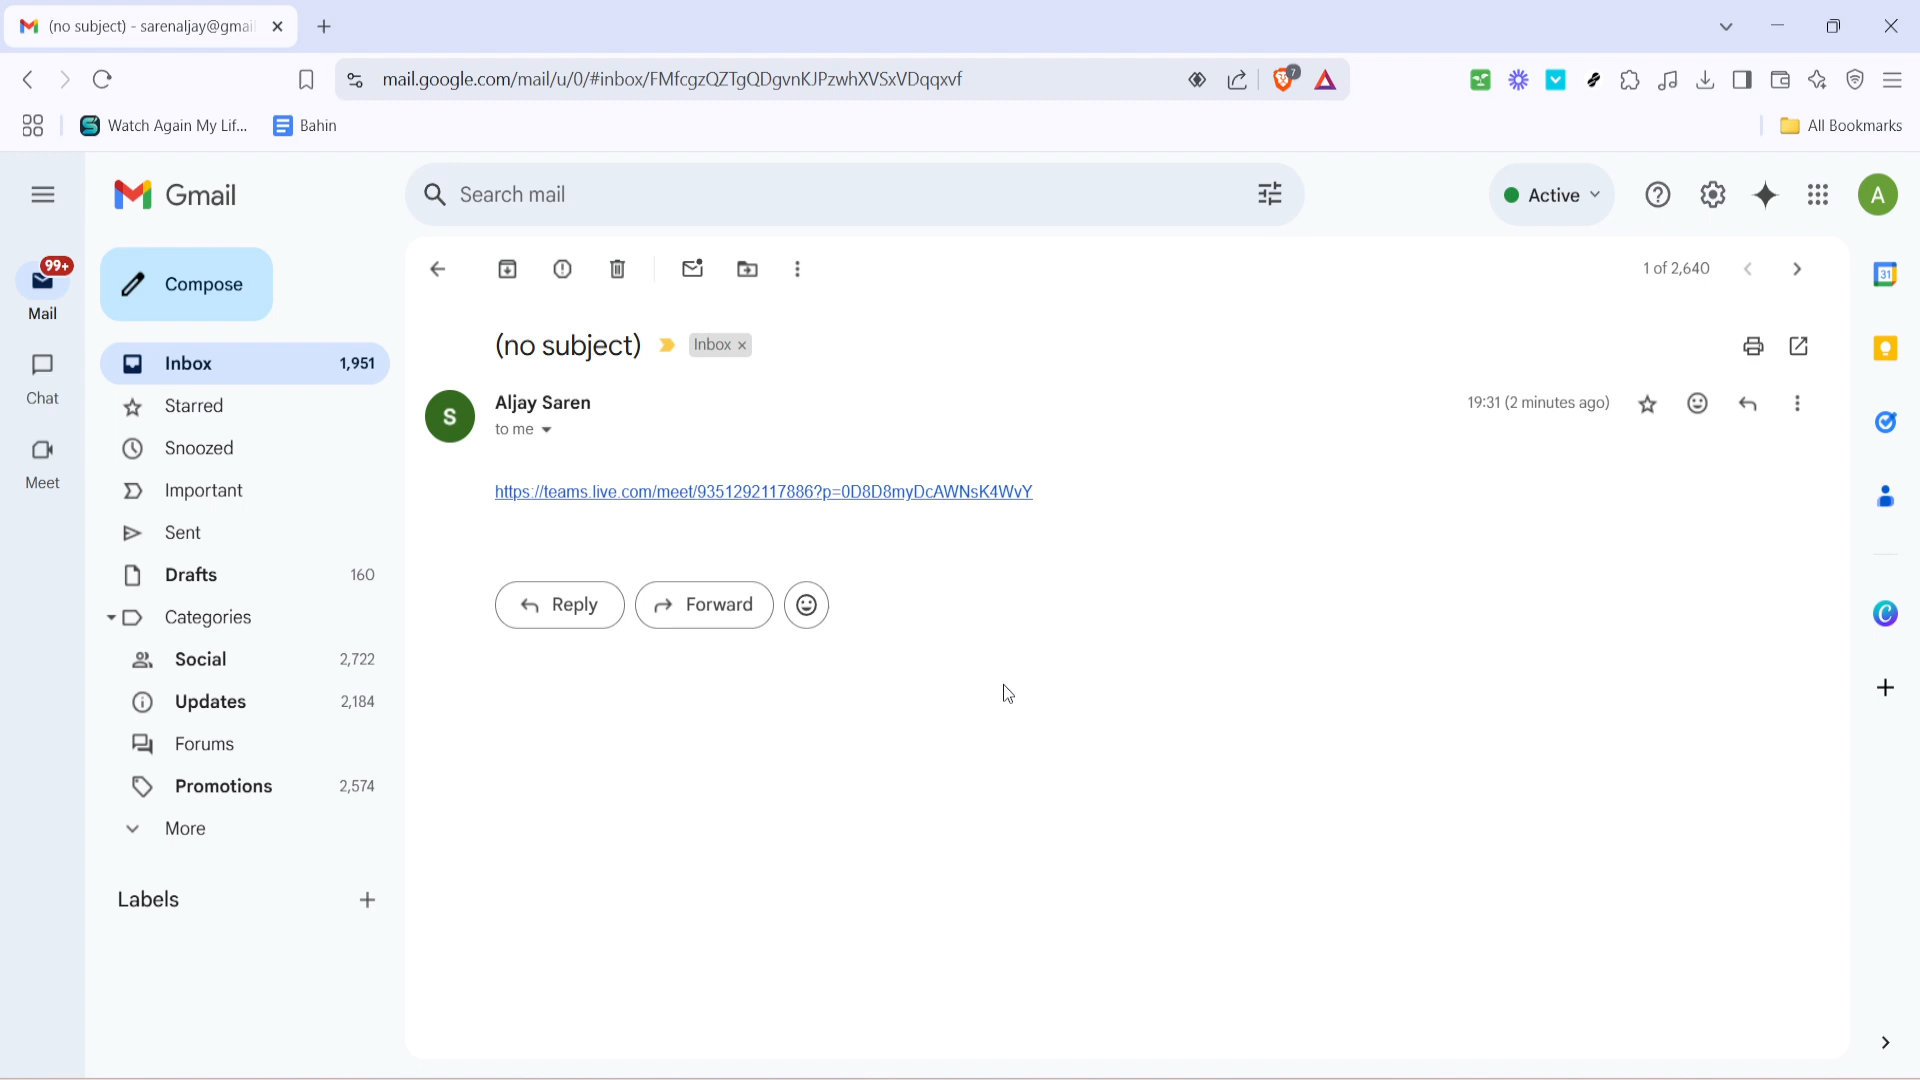 (no subject) - sarenaljay@gmai
mail.google.com/mail/u/0/#inbox/FMfcgzQZTgQDgvnKJPzwhXVSxVDqqxvf
7
Watch Again My Lif...
Bahin
All Bookmarks
Gmail
Search mail
Active
A
99+
Mail
Chat
Meet
Compose
Inbox 1,951
Starred
Snoozed
Important
Sent
Drafts 160
Categories
Social 2,722
Updates 2,184
Forums
Promotions 2,574
More
Labels
1 of 2,640
(no subject)
Inbox x
S
Aljay Saren
19:31 (2 minutes ago)
to me
https://teams.live.com/meet/9351292117886?p=0D8D8myDcAWNsK4WvY
Reply
Forward
31